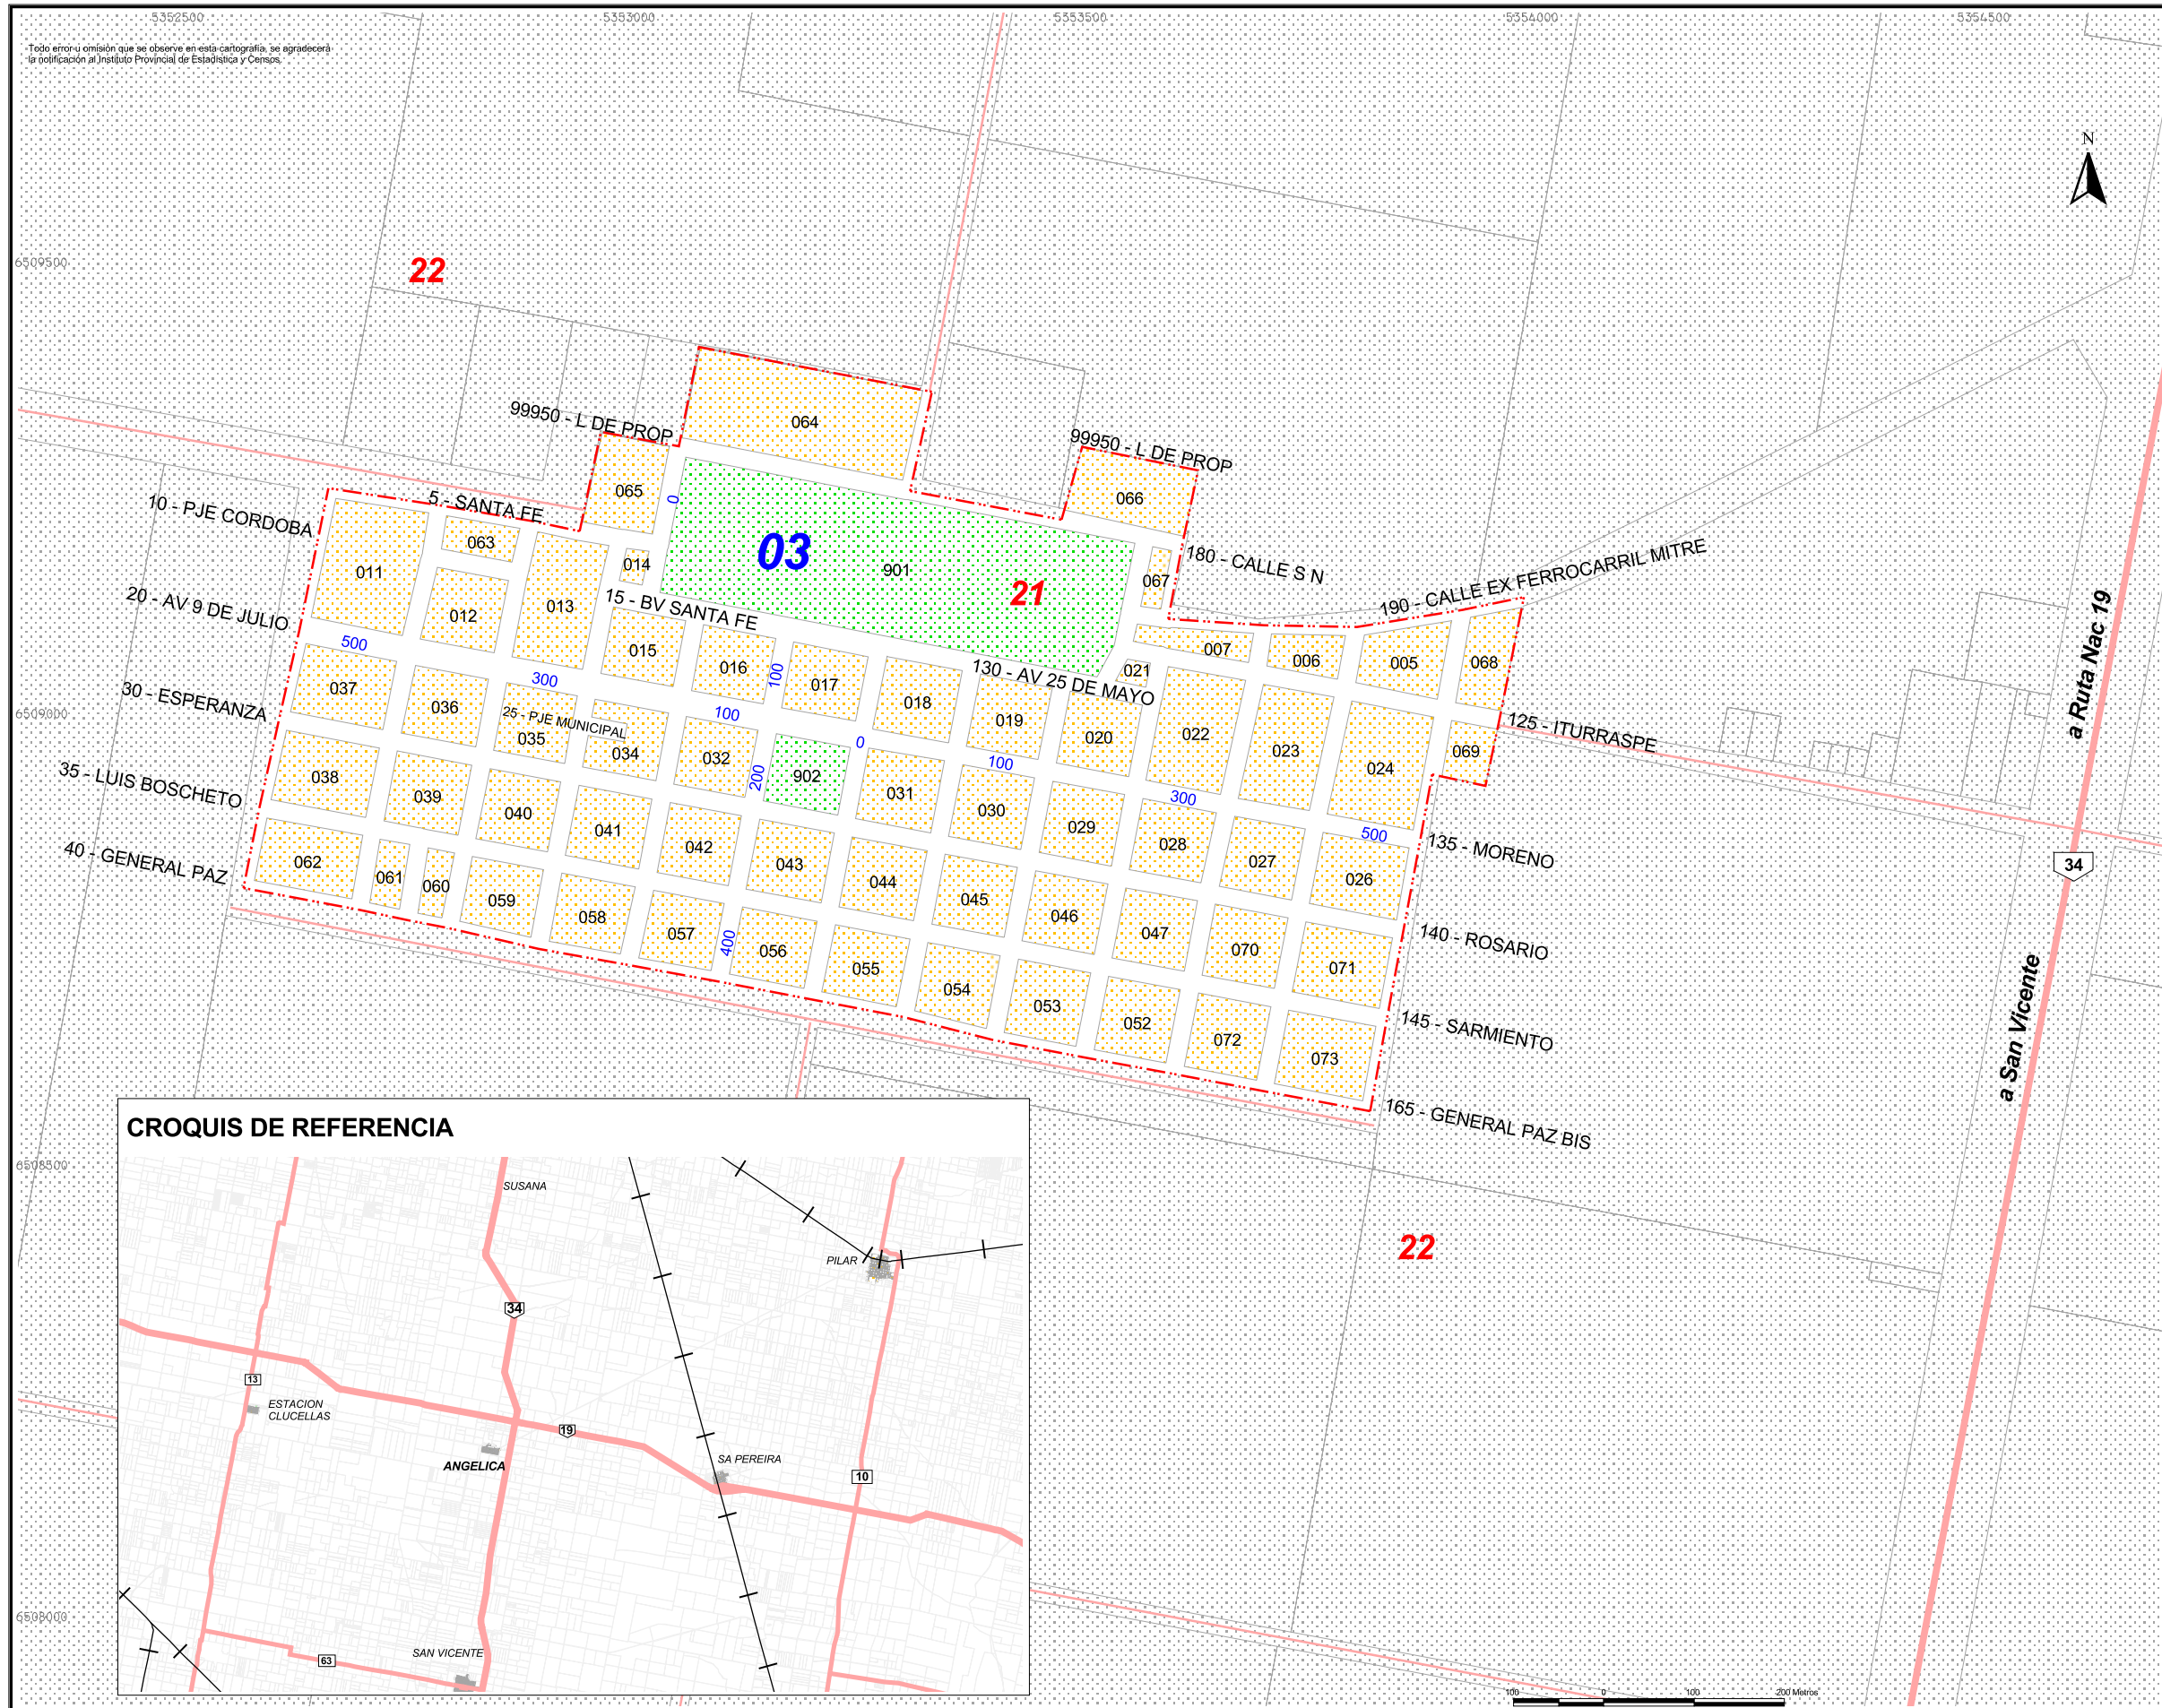 5352500
5353000
5353500
5354000
5354500
Todo error u omisión que se observe en esta cartografía, se agradecerá
la notificación al Instituto Provincial de Estadística y Censos.
N
6509500
22
064
99950 - L DE PROP
99950 - L DE PROP
065
0
066
10 - PJE CORDOBA
5 - SANTA FE
063
03
901
21
011
014
067
180 - CALLE S N
190 - CALLE EX FERROCARRIL MITRE
20 - AV 9 DE JULIO
012
013
15 - BV SANTA FE
a Ruta Nac 19
500
015
016
100
017
130 - AV 25 DE MAYO
021
007
006
005
068
30 - ESPERANZA
037
300
036
018
6509000
25 - PJE MUNICIPAL
035
034
100
032
0
019
020
022
023
024
069
125 - ITURRASPE
35 - LUIS BOSCHETO
038
039
200
902
031
100
030
300
500
135 - MORENO
40 - GENERAL PAZ
040
041
042
043
029
028
027
026
34
062
061
060
059
058
057
044
045
046
047
070
071
140 - ROSARIO
400
056
055
054
053
052
072
073
145 - SARMIENTO
a San Vicente
165 - GENERAL PAZ BIS
6508500
22
CROQUIS DE REFERENCIA
SUSANA
PILAR
34
13
ESTACION
CLUCELLAS
19
ANGELICA
SA PEREIRA
10
SAN VICENTE
63
6508000
100
0
100
200 Metros